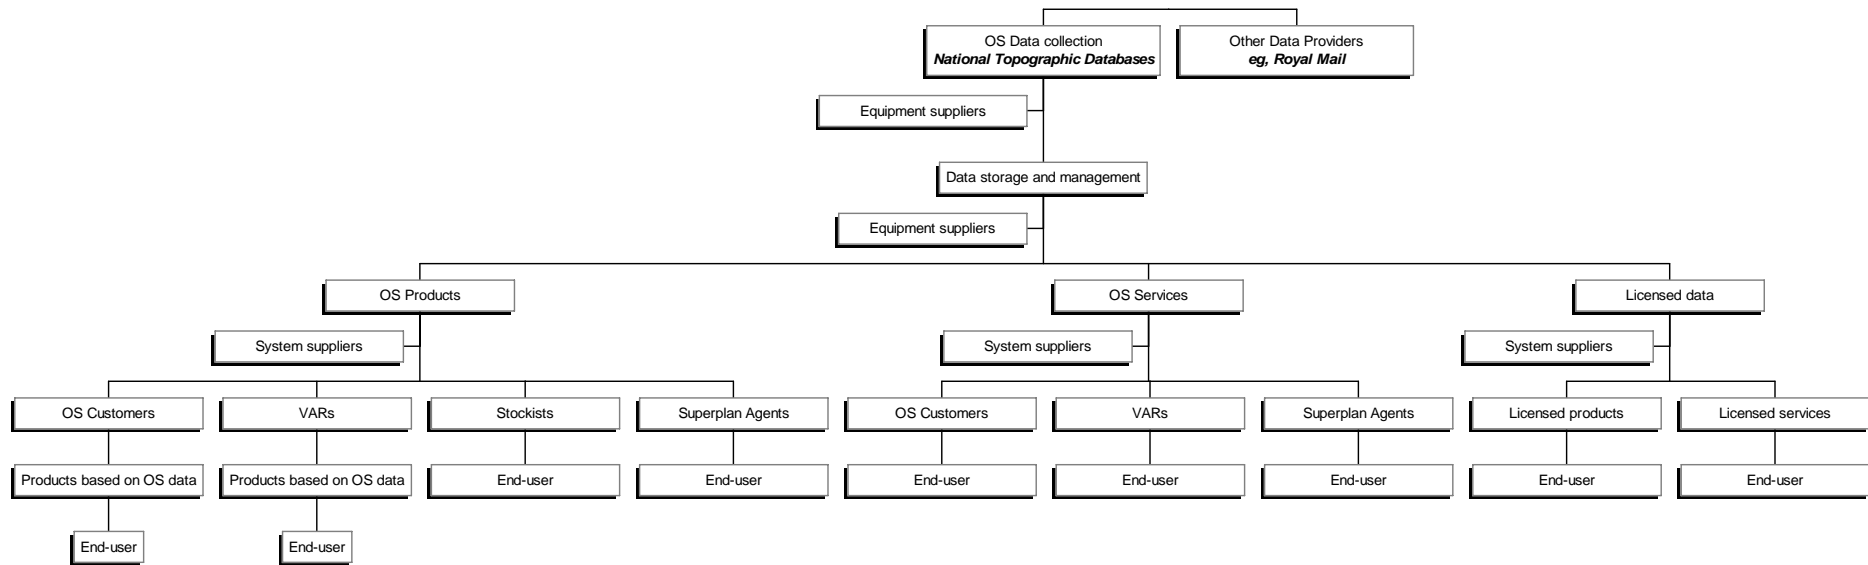 OS Data collection
National Topographic Databases
Other Data Providers
eg, Royal Mail
Equipment suppliers
Data storage and management
Equipment suppliers
OS Products
OS Services
Licensed data
System suppliers
System suppliers
System suppliers
OS Customers
VARs
Stockists
Superplan Agents
OS Customers
VARs
Superplan Agents
Licensed products
Licensed services
Products based on OS data
Products based on OS data
End-user
End-user
End-user
End-user
End-user
End-user
End-user
End-user
End-user